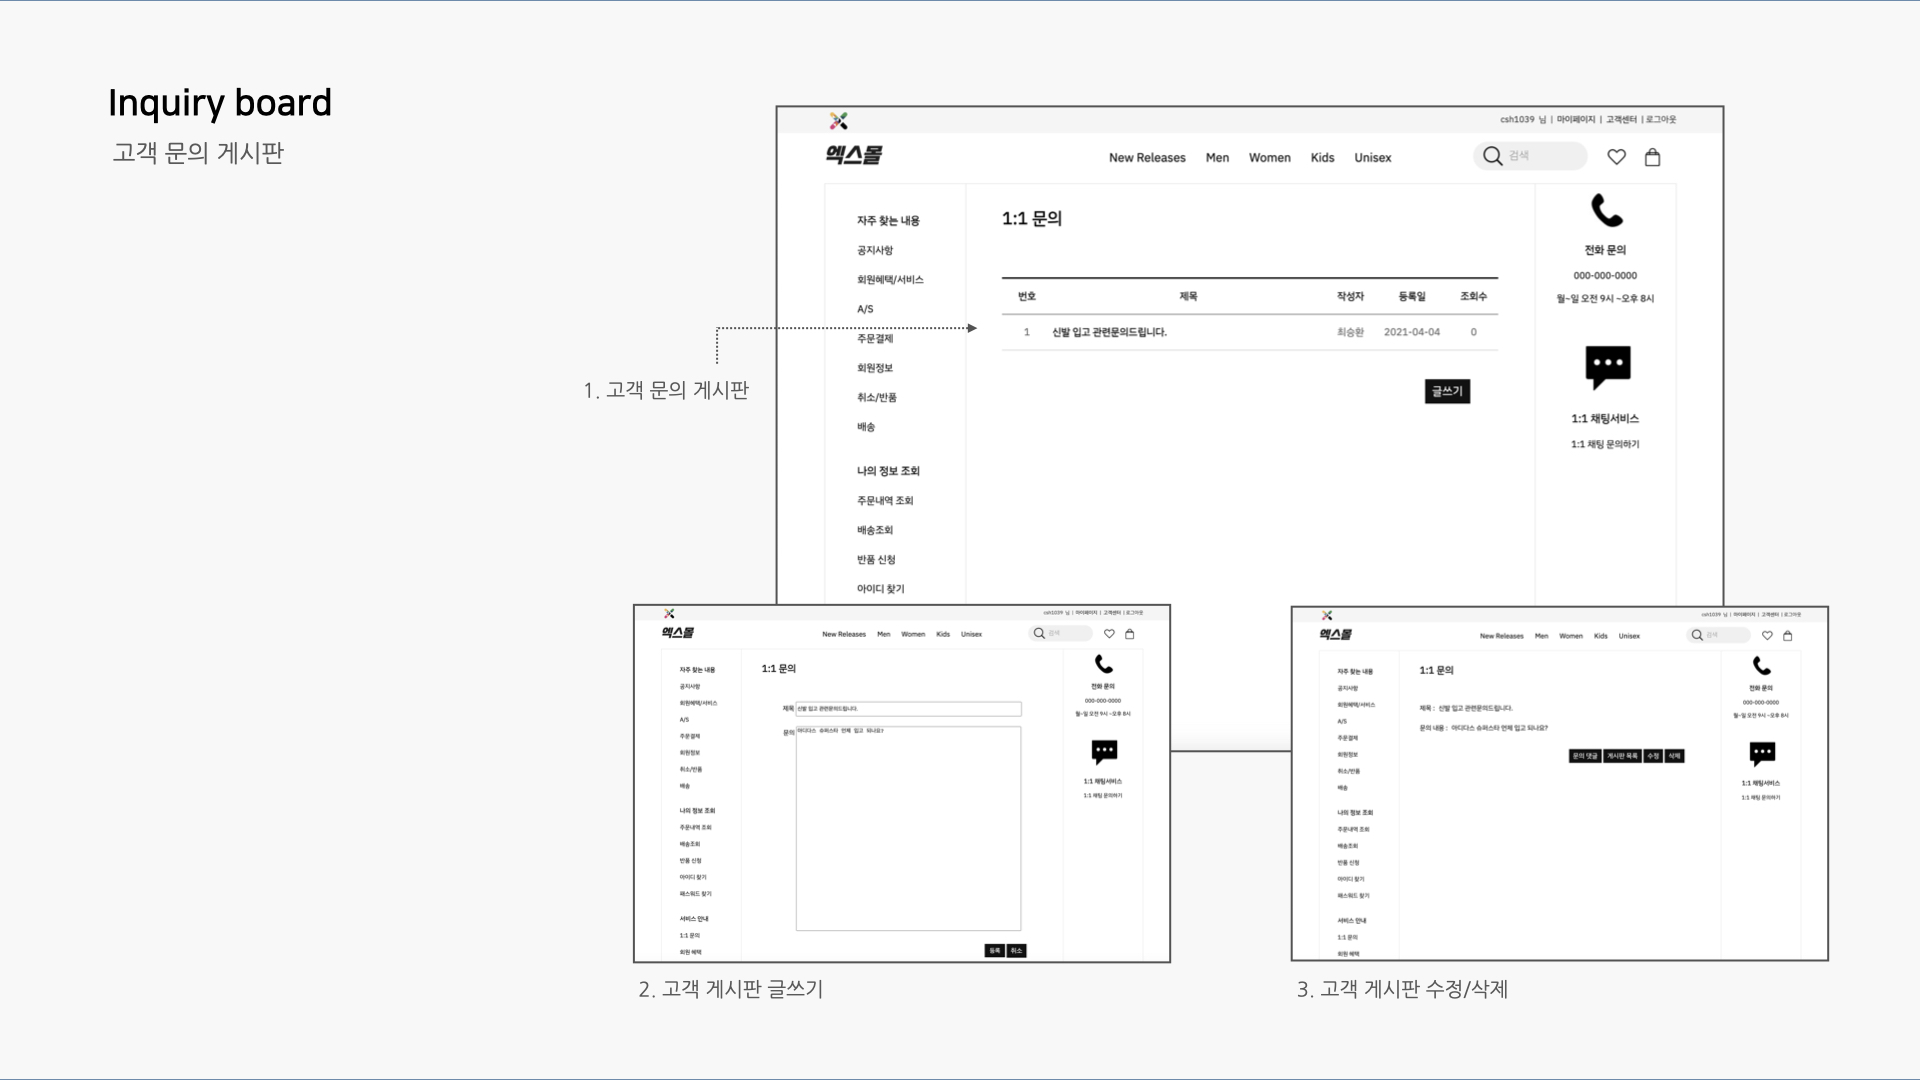 Inquiry board
고객 문의 게시판
csh1039 님 | 마이페이지 | 고객센터 | 로그아웃
엑스몰
New Releases Men Women Kids Unisex
검색
자주 찾는 내용
공지사항
회원혜택/서비스
A/S
주문결제
회원정보
취소/반품
배송
나의 정보 조회
주문내역 조회
배송조회
반품 신청
아이디 찾기
1:1 문의
번호 제목 작성자 등록일 조회수
1 신발 입고 관련문의드립니다. 최승환 2021-04-04 0
글쓰기
전화 문의
000-000-0000
월~일 오전 9시 ~오후 8시
1:1 채팅서비스
1:1 채팅 문의하기
1. 고객 문의 게시판
csh1039 님 | 마이페이지 | 고객센터 | 로그아웃
엑스몰
New Releases Men Women Kids Unisex
검색
자주 찾는 내용
공지사항
회원혜택/서비스
A/S
주문결제
회원정보
취소/반품
배송
나의 정보 조회
주문내역 조회
배송조회
반품 신청
아이디 찾기
패스워드 찾기
서비스 안내
1:1 문의
회원 혜택
1:1 문의
제목 신발 입고 관련문의드립니다.
문의 아디다스 슈퍼스타 언제 입고 되나요?
등록 취소
전화 문의
000-000-0000
월~일 오전 9시 ~오후 8시
1:1 채팅서비스
1:1 채팅 문의하기
2. 고객 게시판 글쓰기
csh1039 님 | 마이페이지 | 고객센터 | 로그아웃
엑스몰
New Releases Men Women Kids Unisex
검색
자주 찾는 내용
공지사항
회원혜택/서비스
A/S
주문결제
회원정보
취소/반품
배송
나의 정보 조회
주문내역 조회
배송조회
반품 신청
아이디 찾기
패스워드 찾기
서비스 안내
1:1 문의
회원 혜택
1:1 문의
제목 : 신발 입고 관련문의드립니다.
문의 내용 : 아디다스 슈퍼스타 언제 입고 되나요?
문의 댓글 게시판 목록 수정 삭제
전화 문의
000-000-0000
월~일 오전 9시 ~오후 8시
1:1 채팅서비스
1:1 채팅 문의하기
3. 고객 게시판 수정/삭제